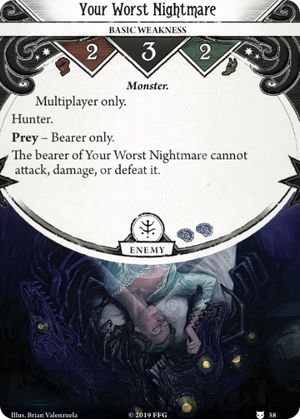 Your Worst Nightmare
BASIC WEAKNESS
2 3 2
Monster.
Multiplayer only.
Hunter.
Prey – Bearer only.
The bearer of Your Worst Nightmare cannot
attack, damage, or defeat it.
ENEMY
Illus. Brian Valenzuela © 2019 FFG 38